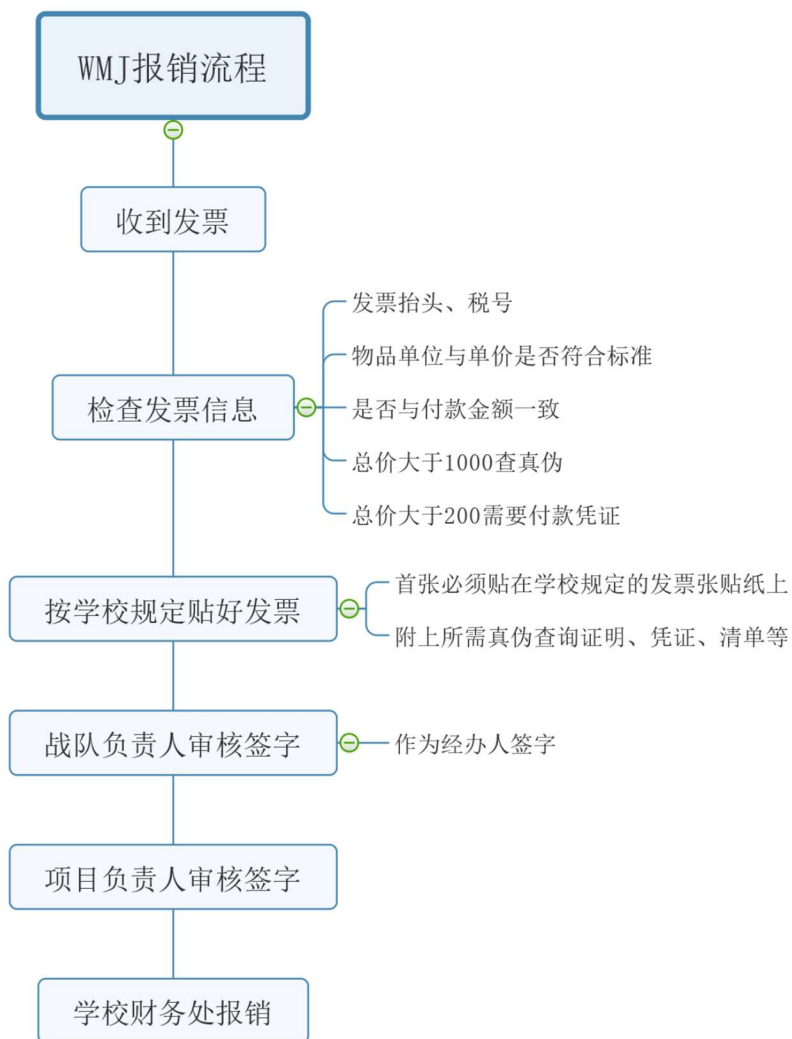 WMJ报销流程
收到发票
检查发票信息
发票抬头、税号
物品单位与单价是否符合标准
是否与付款金额一致
总价大于1000查真伪
总价大于200需要付款凭证
按学校规定贴好发票
首张必须贴在学校规定的发票张贴纸上
附上所需真伪查询证明、凭证、清单等
战队负责人审核签字
作为经办人签字
项目负责人审核签字
学校财务处报销